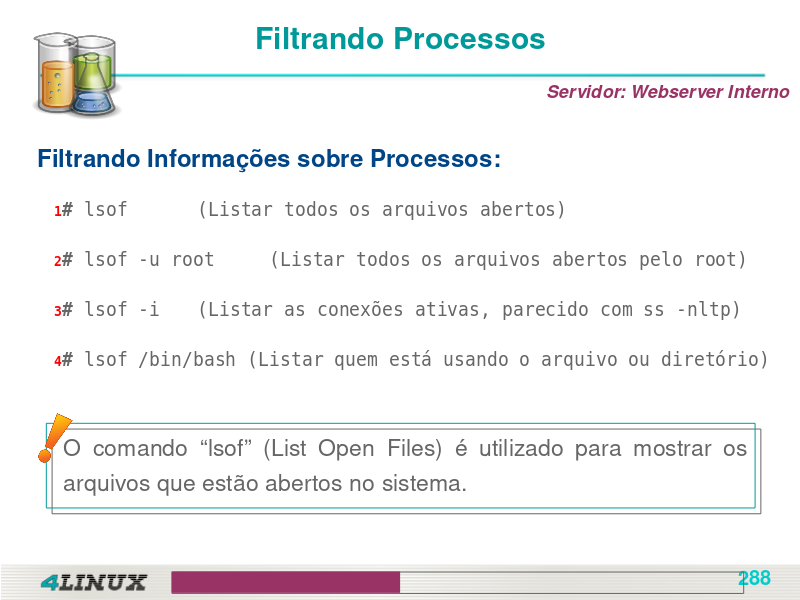 Filtrando Processos
Servidor: Webserver Interno
Filtrando Informações sobre Processos:
1# lsof (Listar todos os arquivos abertos)
2# lsof -u root (Listar todos os arquivos abertos pelo root)
3# lsof -i (Listar as conexões ativas, parecido com ss -nltp)
4# lsof /bin/bash (Listar quem está usando o arquivo ou diretório)
O comando “lsof” (List Open Files) é utilizado para mostrar os
arquivos que estão abertos no sistema.
4LINUX
288